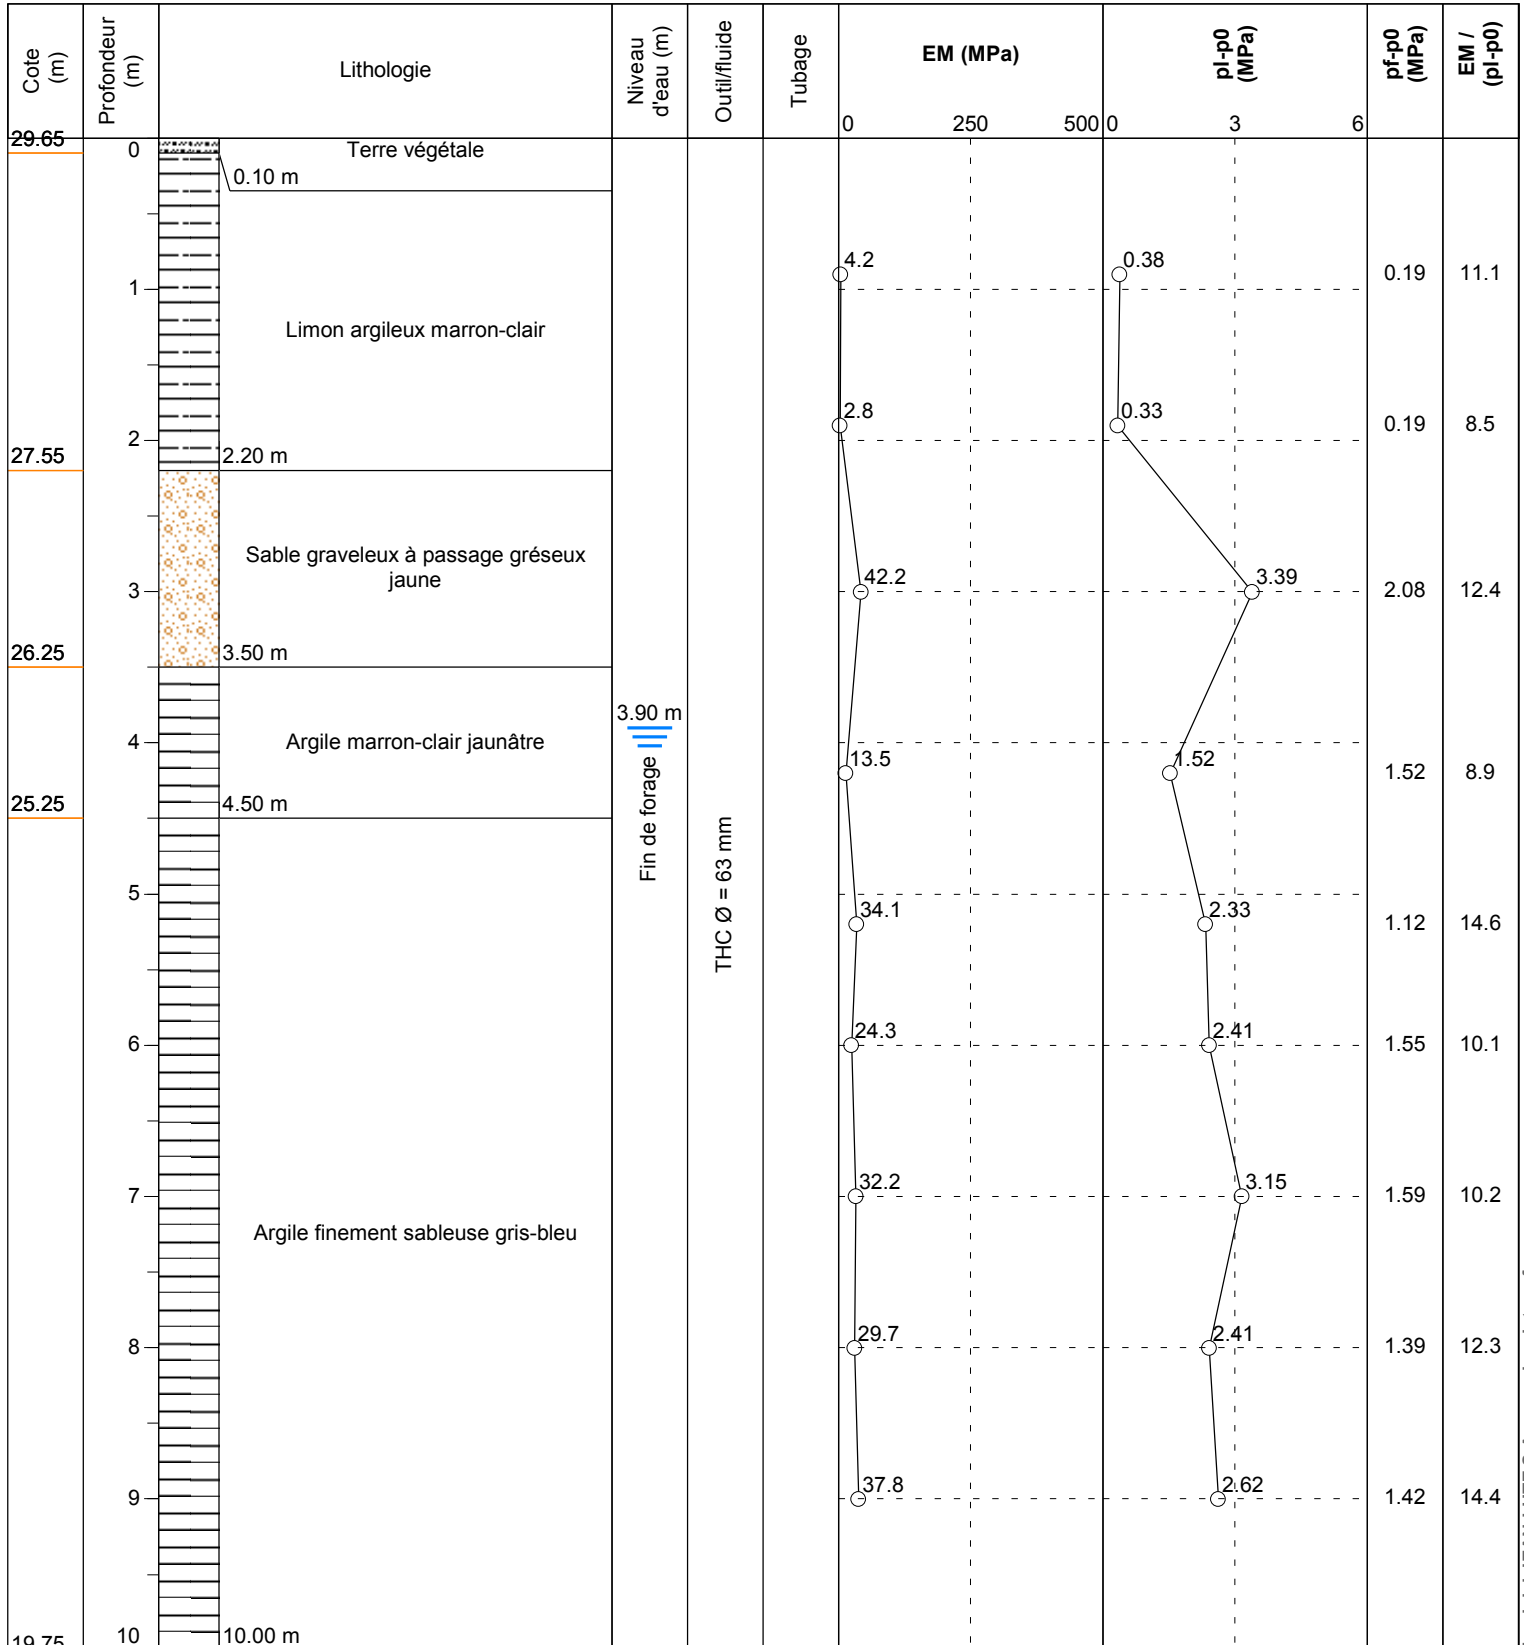 Cote
(m)
Profondeur
(m)
Lithologie
Niveau
d'eau (m)
Outil/fluide
Tubage
EM (MPa)
pl-p0
(MPa)
pf-p0
(MPa)
EM /
(pl-p0)
0 250 500 0 3 6
29.65
0
Terre végétale
0.10 m
4.2 0.38
0.19 11.1
1
Limon argileux marron-clair
2.8 0.33
0.19 8.5
2
27.55
2.20 m
Sable graveleux à passage gréseux
jaune
3
42.2 3.39
2.08 12.4
26.25
3.50 m
3.90 m
Fin de forage
4
Argile marron-clair jaunâtre
13.5 1.52
1.52 8.9
25.25
4.50 m
THC Ø = 63 mm
5
34.1 2.33
1.12 14.6
6
24.3 2.41
1.55 10.1
7
32.2 3.15
1.59 10.2
Argile finement sableuse gris-bleu
8
29.7 2.41
1.39 12.3
9
37.8 2.62
1.42 14.4
19.75
10
10.00 m